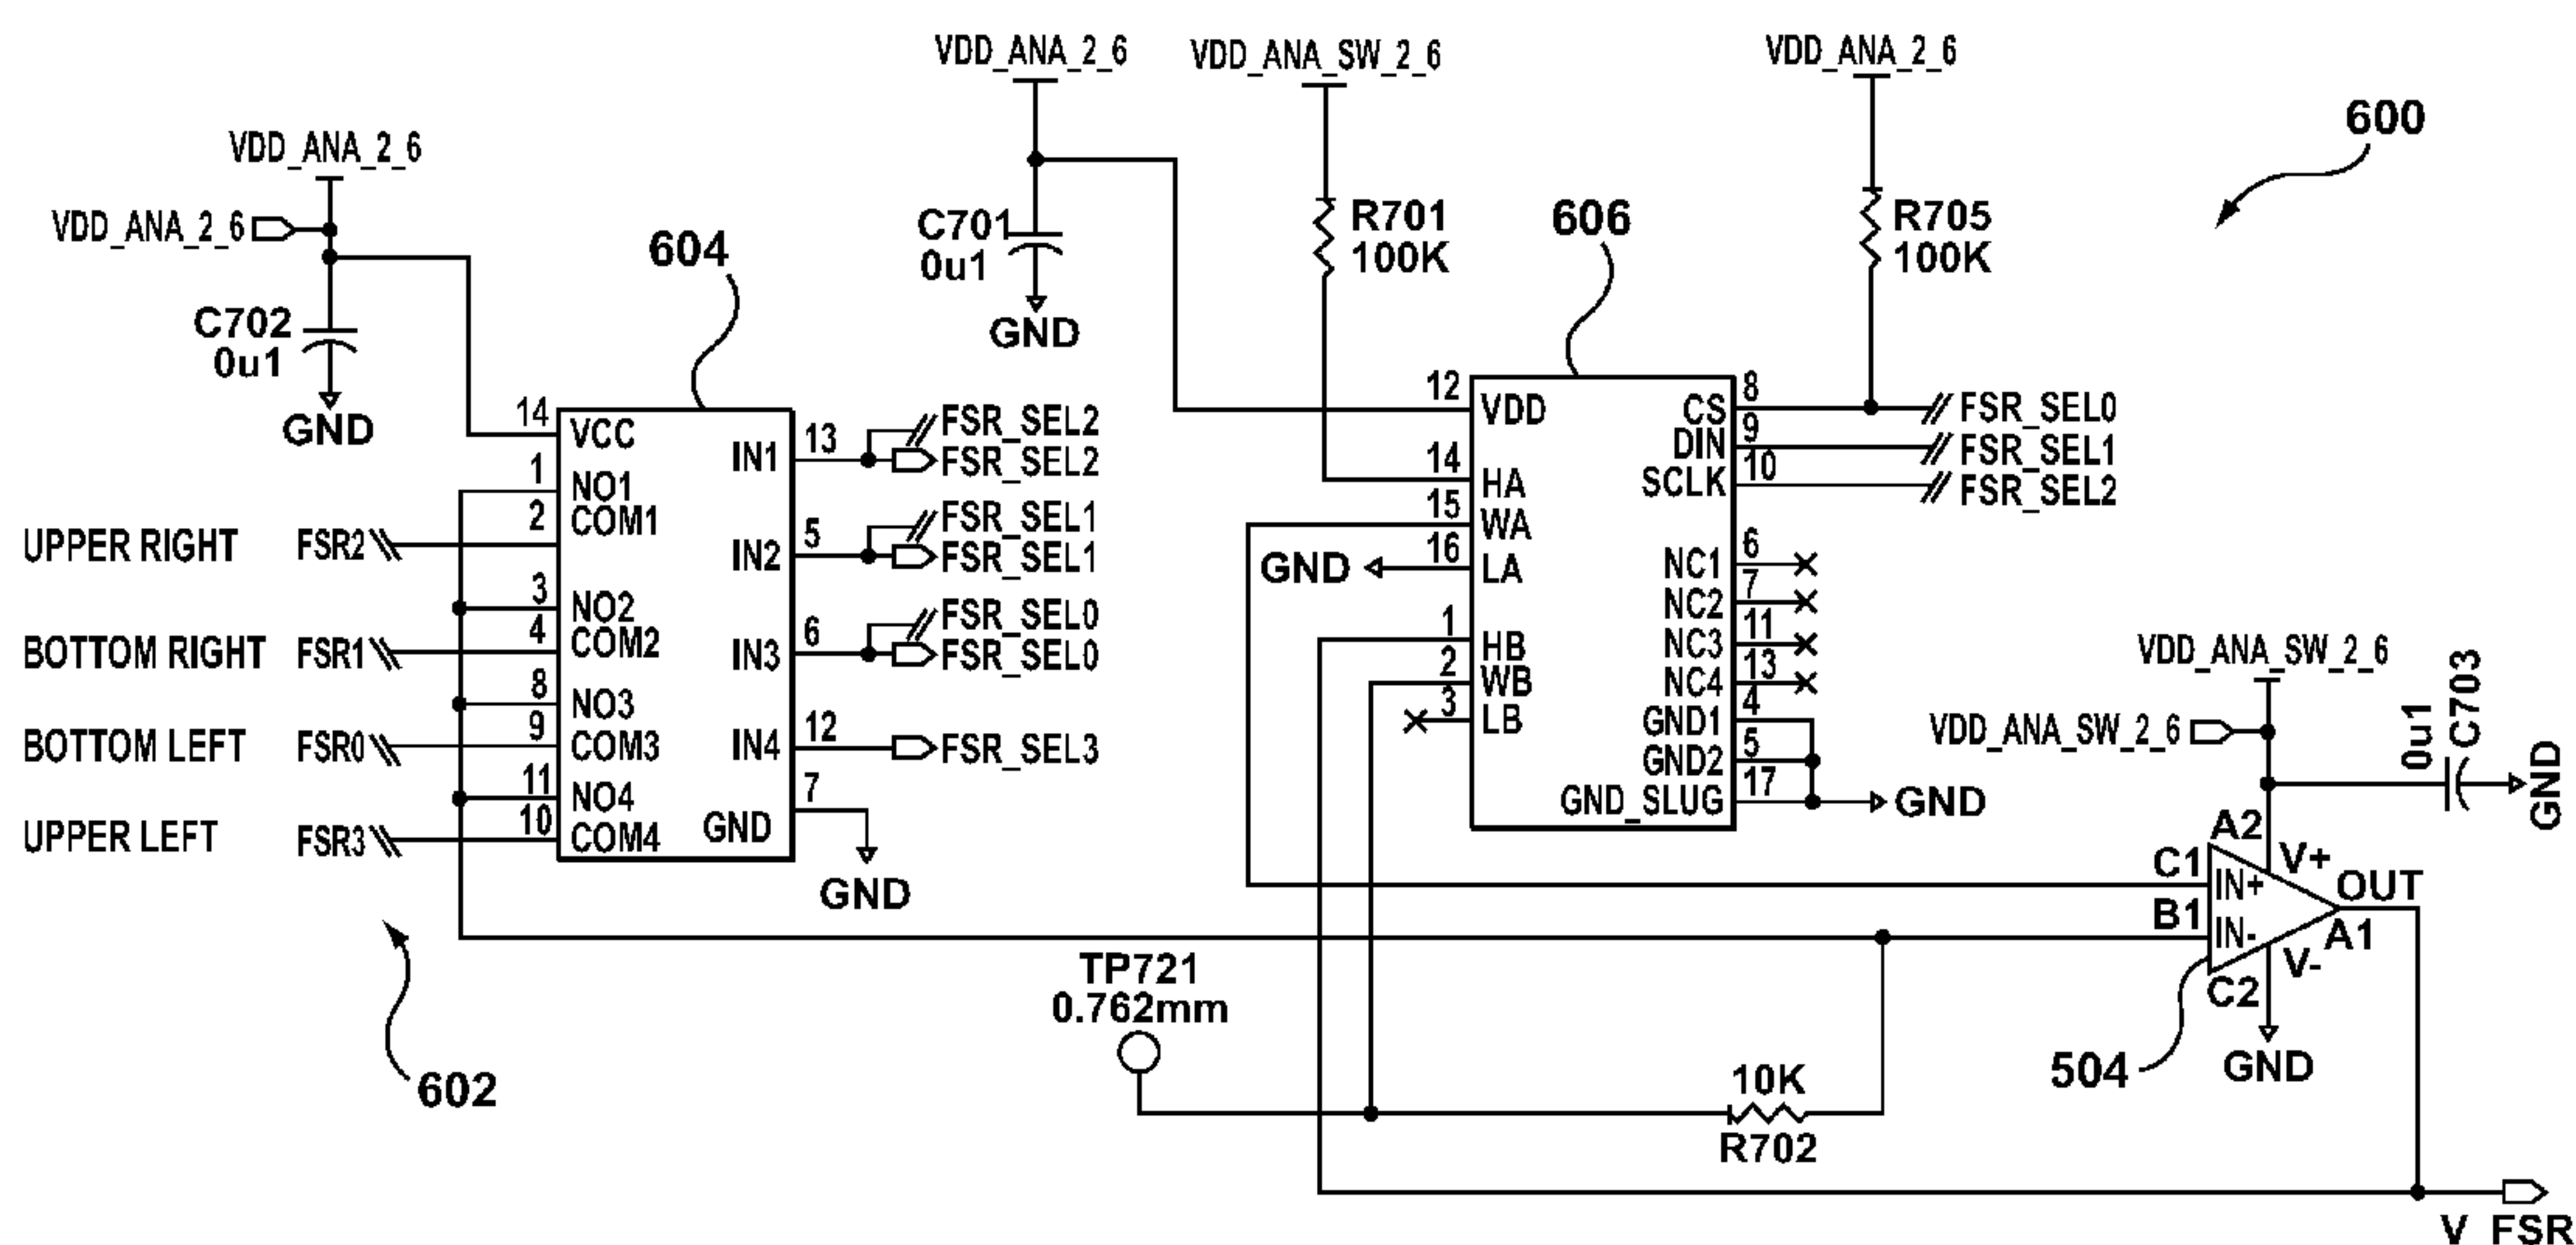 VDD_ANA_2_6
VDD_ANA_2_6
C702
0u1
GND
604
14
VCC
1
NO1
2
COM1
UPPER RIGHT FSR2
3
NO2
4
COM2
BOTTOM RIGHT FSR1
8
NO3
9
COM3
BOTTOM LEFT FSR0
11
NO4
10
COM4
UPPER LEFT FSR3
IN1
13
FSR_SEL2
FSR_SEL2
IN2
5
FSR_SEL1
FSR_SEL1
IN3
6
FSR_SEL0
FSR_SEL0
IN4
12
FSR_SEL3
GND
7
GND
602
VDD_ANA_2_6
C701
0u1
GND
VDD_ANA_SW_2_6
R701
100K
606
VDD_ANA_2_6
R705
100K
600
12
VDD
14
HA
15
WA
16
LA
GND
1
HB
2
WB
3
LB
CS
8
FSR_SEL0
DIN
9
FSR_SEL1
SCLK
10
FSR_SEL2
NC1
6
NC2
7
NC3
11
NC4
13
GND1
4
GND2
5
GND_SLUG
17
GND
VDD_ANA_SW_2_6
VDD_ANA_SW_2_6
0u1
C703
GND
A2
V+
C1
IN+
OUT
B1
IN-
A1
V-
C2
GND
504
TP721
0.762mm
10K
R702
V_FSR